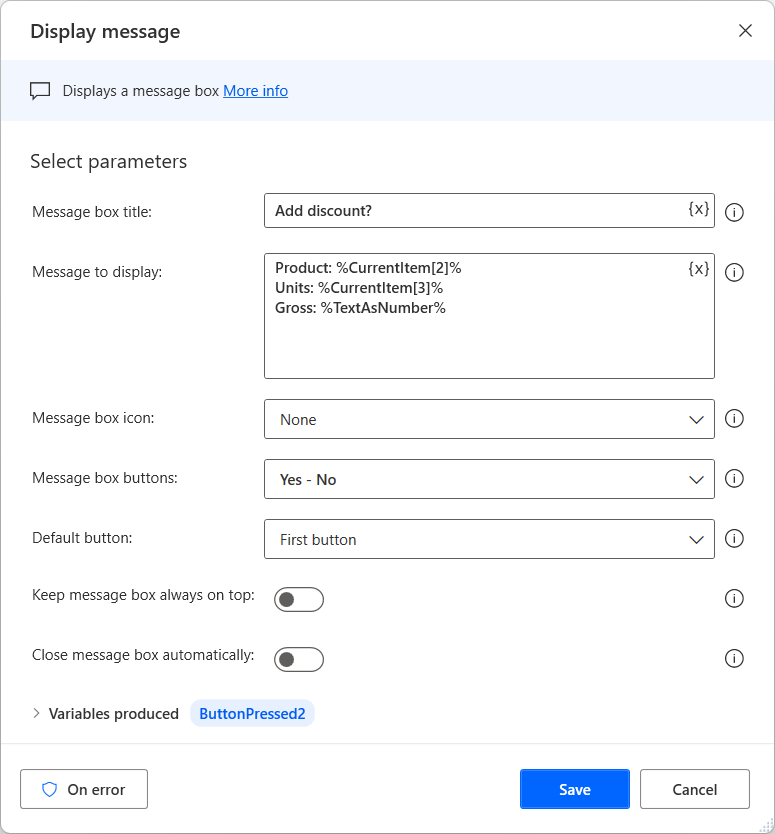 Display message
Displays a message box More info
Select parameters
Message box title:
Add discount?
{x}
Message to display:
Product: %CurrentItem[2]%
Units: %CurrentItem[3]%
Gross: %TextAsNumber%
{x}
Message box icon:
None
Message box buttons:
Yes - No
Default button:
First button
Keep message box always on top:
Close message box automatically:
Variables produced ButtonPressed2
On error
Save
Cancel